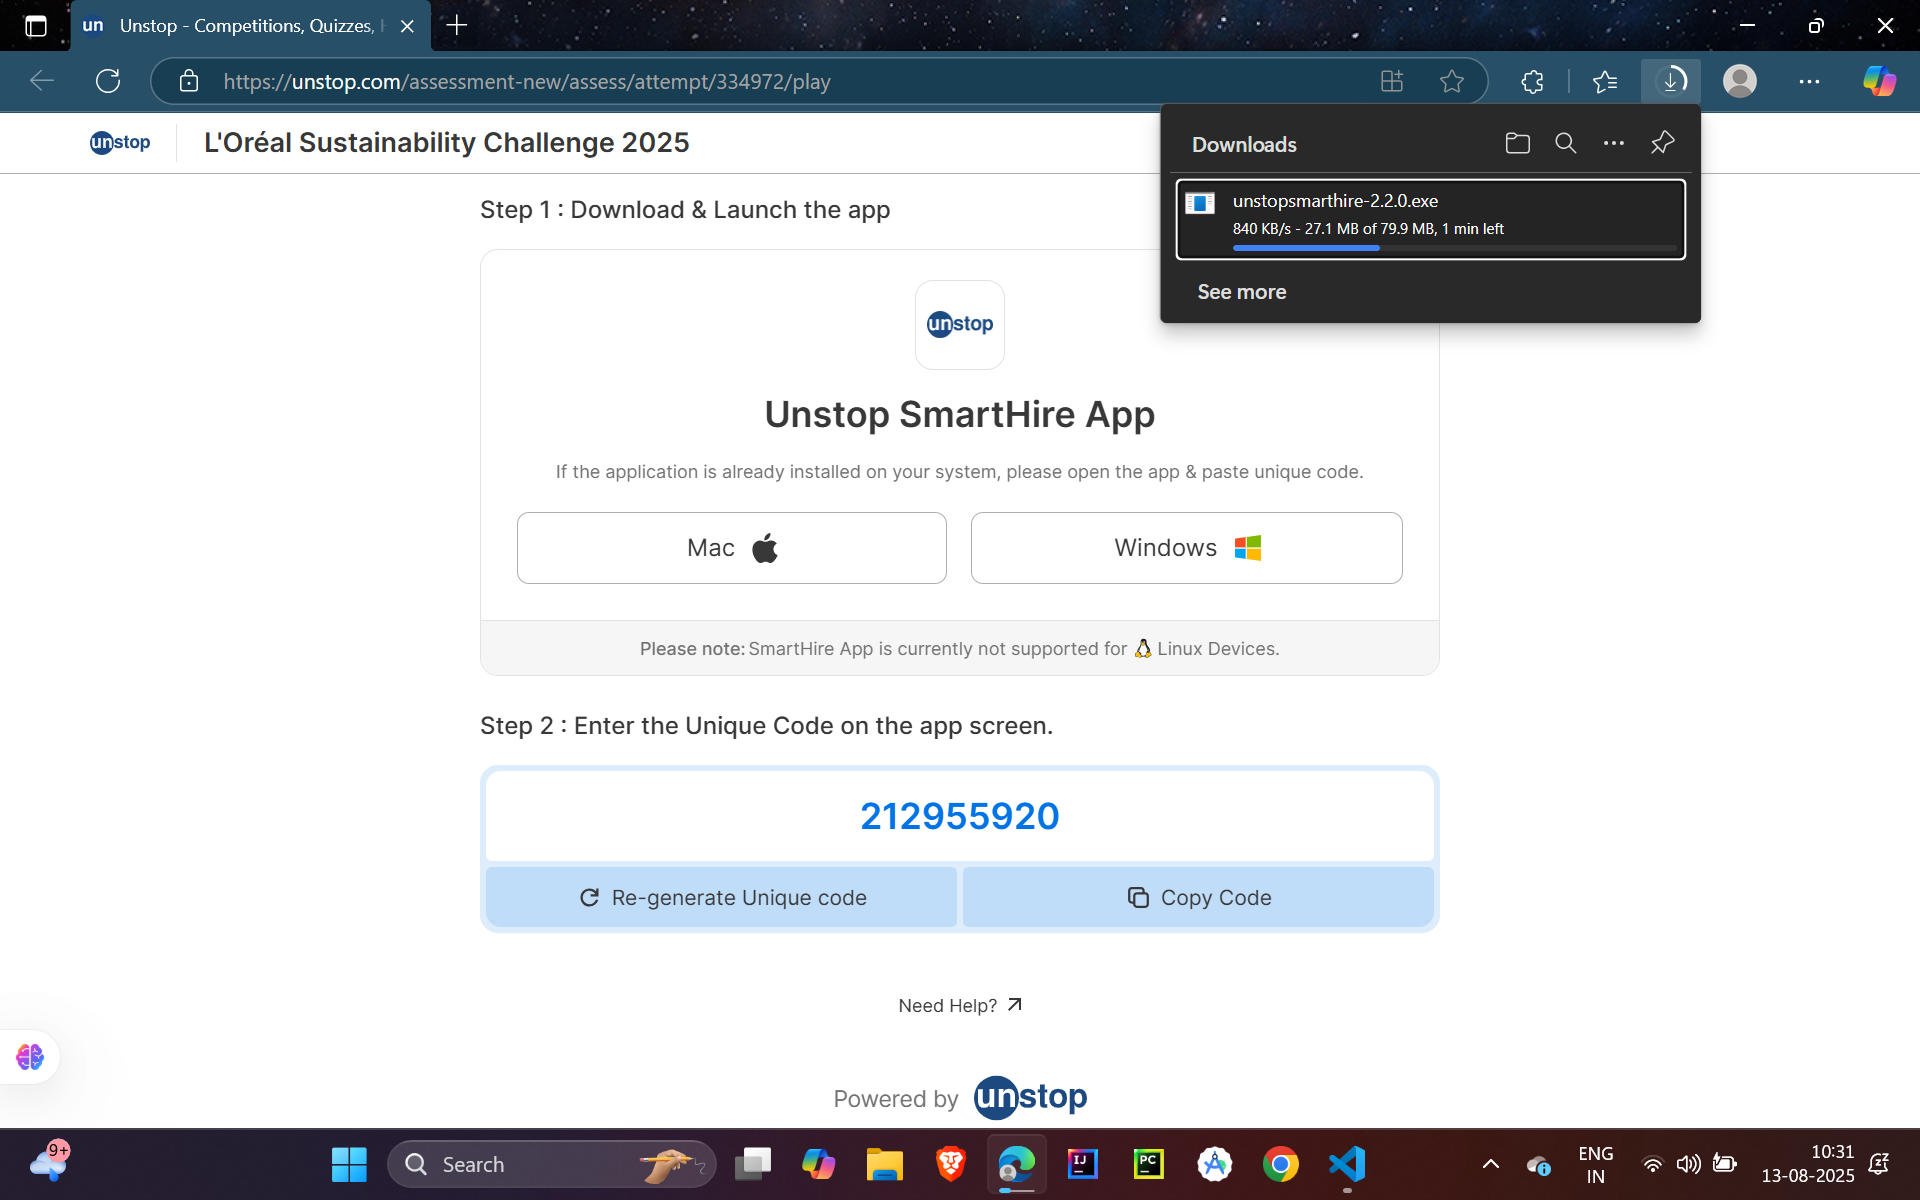 un Unstop - Competitions, Quizzes,
https://unstop.com/assessment-new/assess/attempt/334972/play
unstop L'Oréal Sustainability Challenge 2025
Downloads
unstopsmarthire-2.2.0.exe
840 KB/s - 27.1 MB of 79.9 MB, 1 min left
See more
Step 1 : Download & Launch the app
unstop
Unstop SmartHire App
If the application is already installed on your system, please open the app & paste unique code.
Mac
Windows
Please note: SmartHire App is currently not supported for Linux Devices.
Step 2 : Enter the Unique Code on the app screen.
212955920
Re-generate Unique code
Copy Code
Need Help?
Powered by unstop
9+
Search
IJ
PC
ENG
IN
10:31
13-08-2025